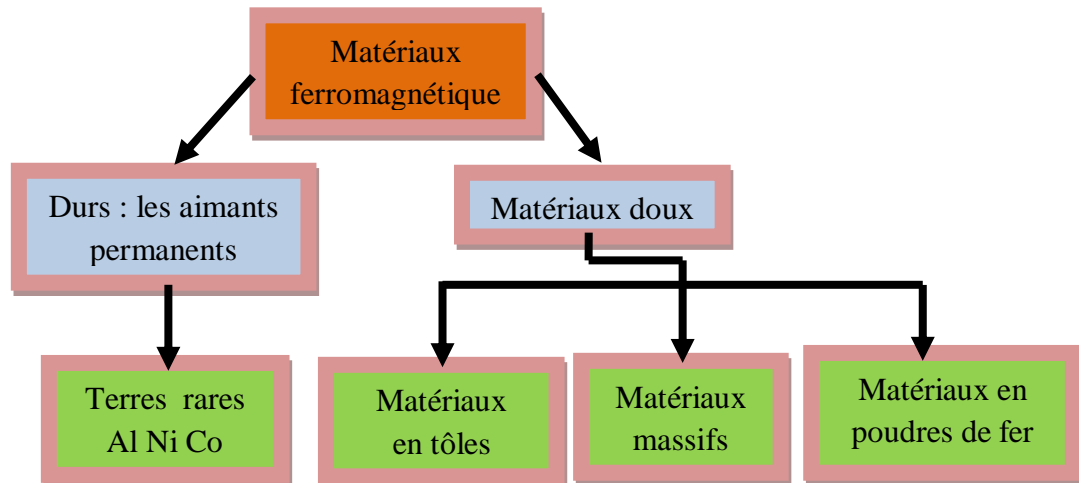 Matériaux
ferromagnétique
Durs : les aimants
permanents
Matériaux doux
Terres rares
Al Ni Co
Matériaux
en tôles
Matériaux
massifs
Matériaux en
poudres de fer